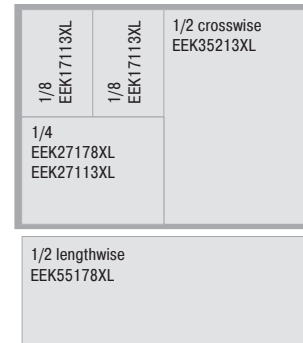 1/8
EEK17113XL
1/8
EEK17113XL
1/2 crosswise
EEK35213XL
1/4
EEK27178XL
EEK27113XL
1/2 lengthwise
EEK55178XL